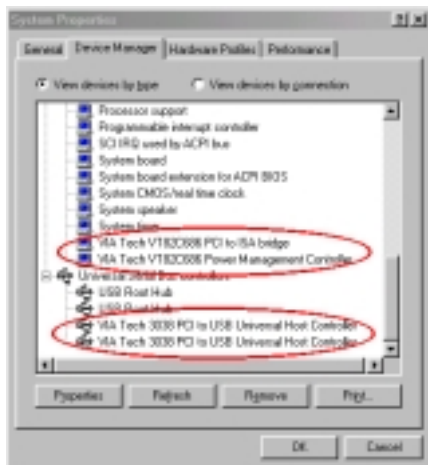 System Properties
General Device Manager Hardware Profiles Performance
View devices by type View devices by connection
Processor support
Programmable interrupt controller
SCI IRQ used by ACPI bus
System board
System board extension for ACPI BIOS
System CMOS/real time clock
System speaker
System timer
VIA Tech VT82C686 PCI to ISA bridge
VIA Tech VT82C686 Power Management Controller
Universal serial bus controllers
USB Root Hub
USB Root Hub
VIA Tech 3038 PCI to USB Universal Host Controller
VIA Tech 3038 PCI to USB Universal Host Controller
Properties Refresh Remove Print...
OK Cancel